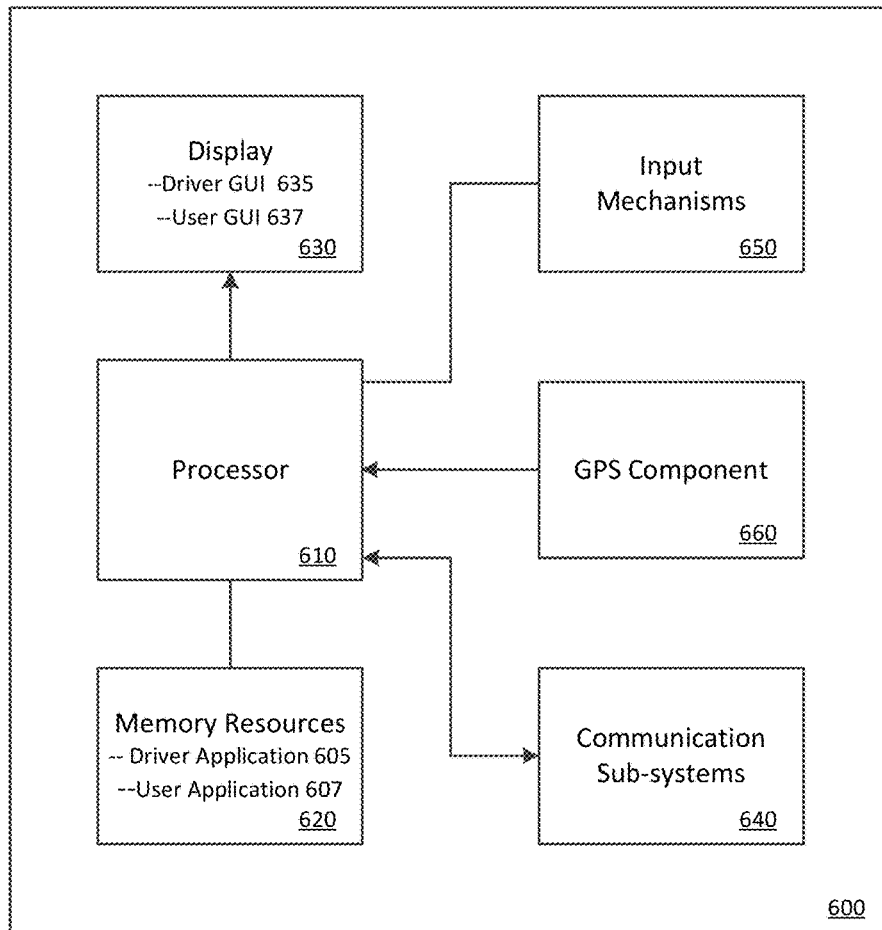 Display
--Driver GUI 635
--User GUI 637
630
Input
Mechanisms
650
Processor
610
GPS Component
660
Memory Resources
-- Driver Application 605
--User Application 607
620
Communication
Sub-systems
640
600